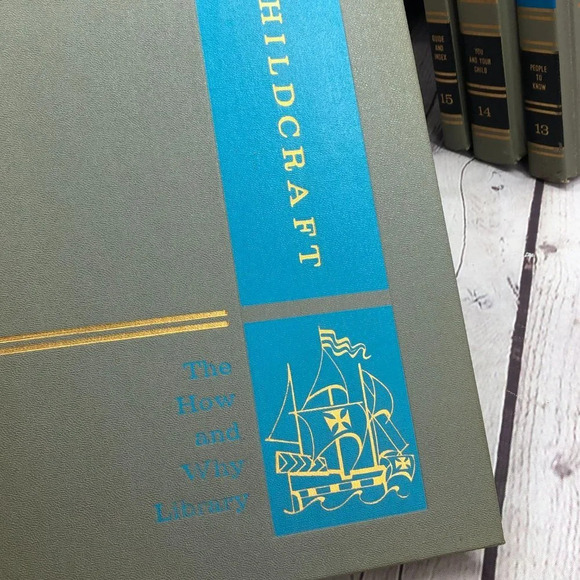 HILDCRAFT
The
How
and
Why
Library
GUIDE
AND
INDEX
15
YOU
AND YOUR
CHILD
14
PEOPLE
TO
KNOW
13